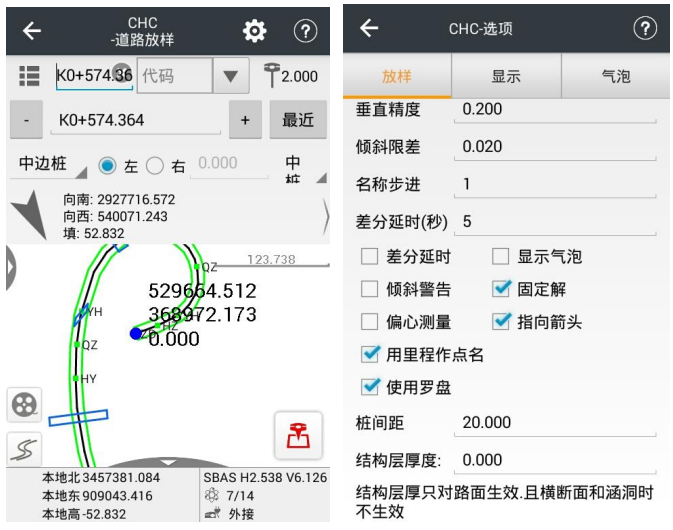 CHC
-道路放样
?
K0+574.36
代码
2.000
-
K0+574.364
+
最近
中边桩
左
右
0.000
中
桩
向南: 2927716.572
向西: 540071.243
填: 52.832
QZ
123.738
529664.512
368972.173
0.000
YH
HZ
QZ
HY
本地北 3457381.084
本地东 909043.416
本地高 -52.832
SBAS H2.538 V6.126
7/14
外接
CHC-选项
?
放样
显示
气泡
垂直精度
0.200
倾斜限差
0.020
名称步进
1
差分延时(秒)
5
差分延时
显示气泡
倾斜警告
固定解
偏心测量
指向箭头
用里程作点名
使用罗盘
桩间距
20.000
结构层厚度:
0.000
结构层厚只对路面生效.且横断面和涵洞时
不生效